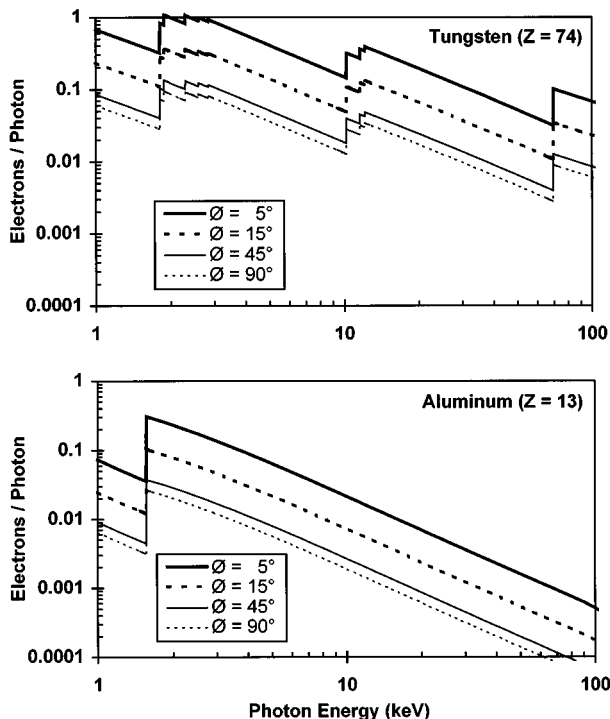 Tungsten (Z = 74)
Electrons / Photon
1
0.1
0.01
0.001
0.0001
Ø = 5°
Ø = 15°
Ø = 45°
Ø = 90°
1
10
100
Aluminum (Z = 13)
Electrons / Photon
1
0.1
0.01
0.001
0.0001
Ø = 5°
Ø = 15°
Ø = 45°
Ø = 90°
1
10
100
Photon Energy (keV)